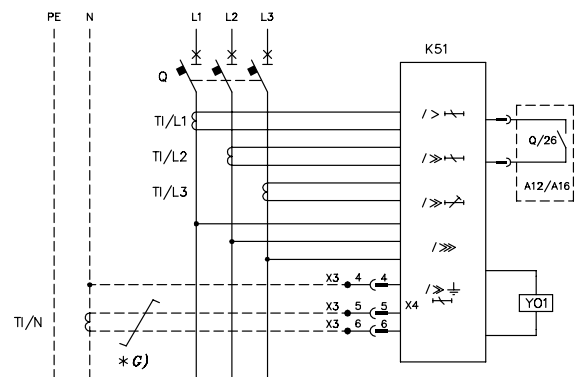 PE N L1 L2 L3
K51
Q
TI/L1
I>
Q/26
TI/L2
I≫
A12/A16
TI/L3
I≫
I⋙
X3 4 4
I≫
X3 5 5 X4
Y01
TI/N
X3 6 6
*G)